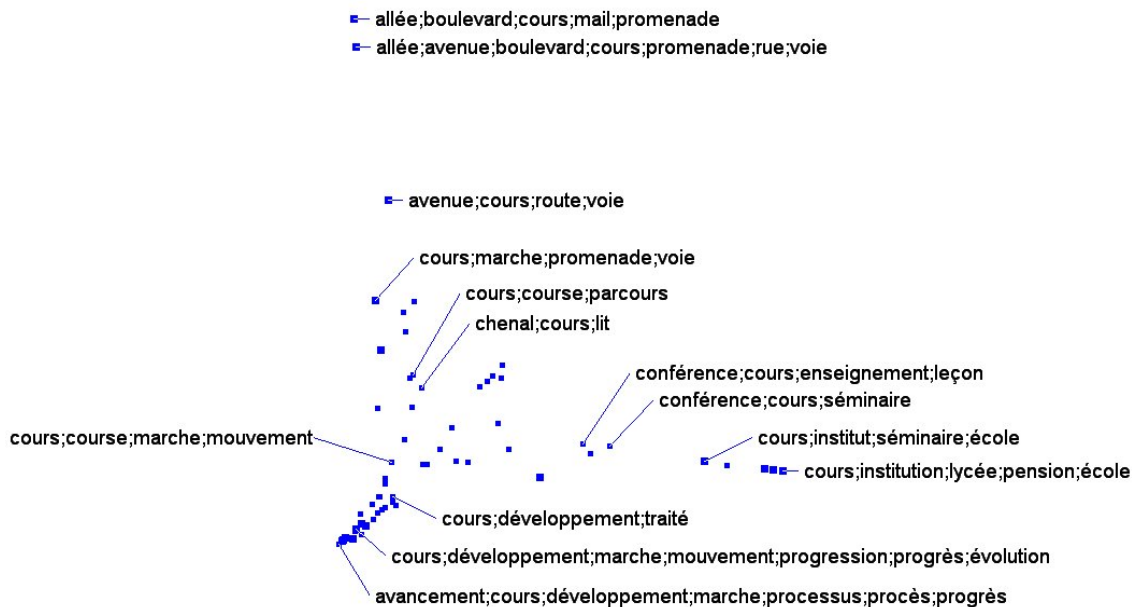 allée;boulevard;cours;mail;promenade
allée;avenue;boulevard;cours;promenade;rue;voie
avenue;cours;route;voie
cours;marche;promenade;voie
cours;course;parcours
chenal;cours;lit
conférence;cours;enseignement;leçon
conférence;cours;séminaire
cours;course;marche;mouvement
cours;institut;séminaire;école
cours;institution;lycée;pension;école
cours;développement;traité
cours;développement;marche;mouvement;progression;progrès;évolution
avancement;cours;développement;marche;processus;procès;progrès